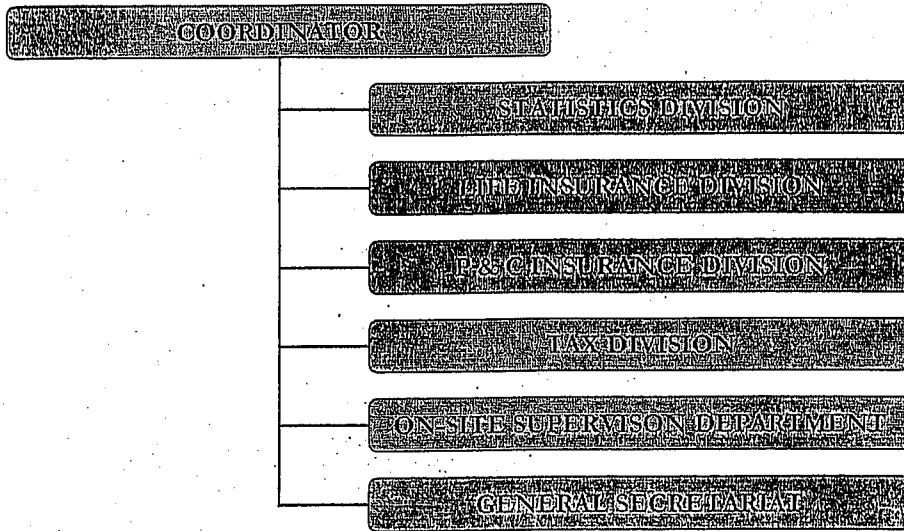 COORDINATOR
STATISTICS DIVISION
LIFE INSURANCE DIVISION
P & C INSURANCE DIVISION
TAX DIVISION
ON-SITE SUPERVISON DEPARTMENT
GENERAL SECRETARIAT